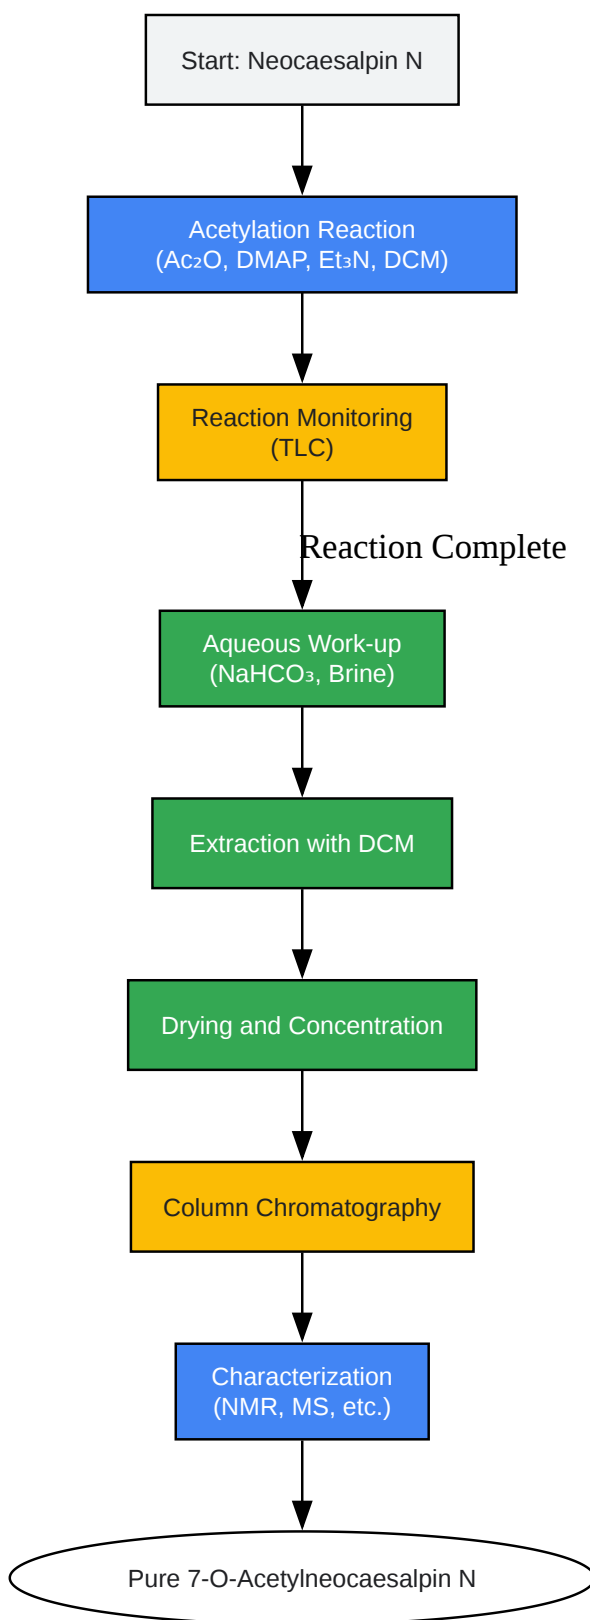 Start: Neocaesalpin N
Acetylation Reaction
(Ac₂O, DMAP, Et₃N, DCM)
Reaction Monitoring
(TLC)
Reaction Complete
Aqueous Work-up
(NaHCO₃, Brine)
Extraction with DCM
Drying and Concentration
Column Chromatography
Characterization
(NMR, MS, etc.)
Pure 7-O-Acetylneocaesalpin N